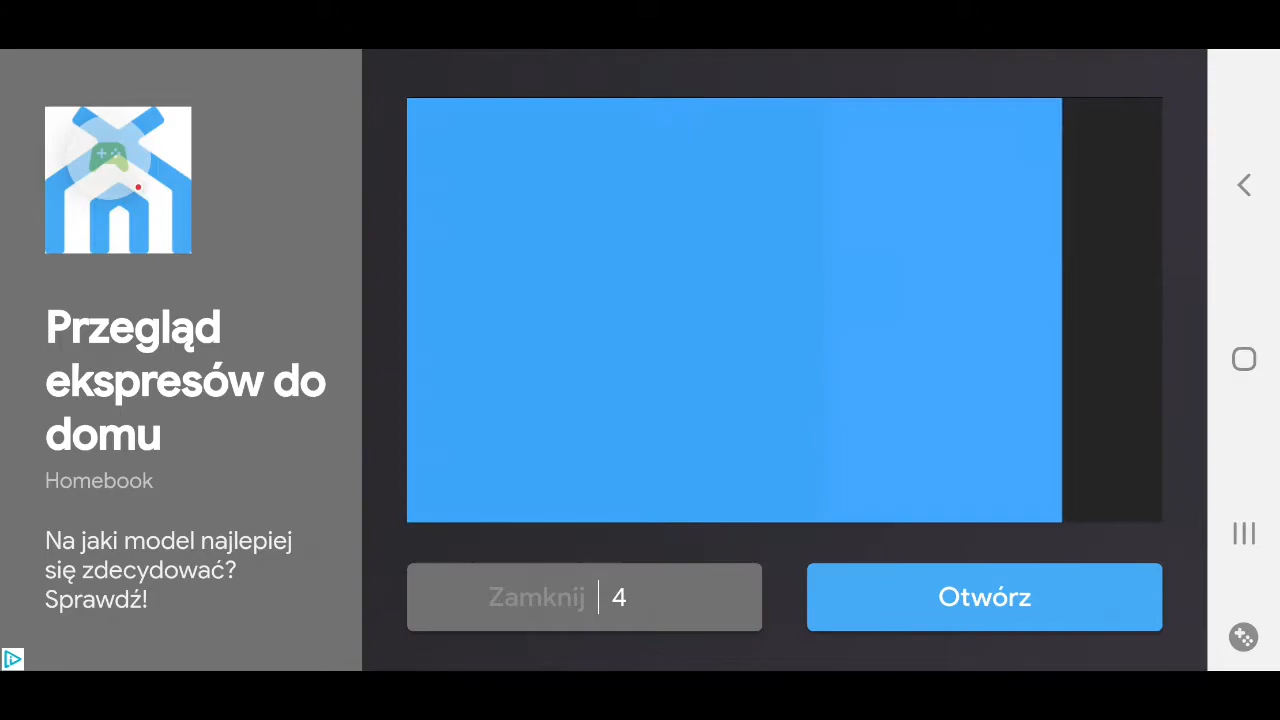 Przegląd
ekspresów do
domu
Homebook
Na jaki model najlepiej
się zdecydować?
Sprawdź!
Zamknij | 4
Otwórz